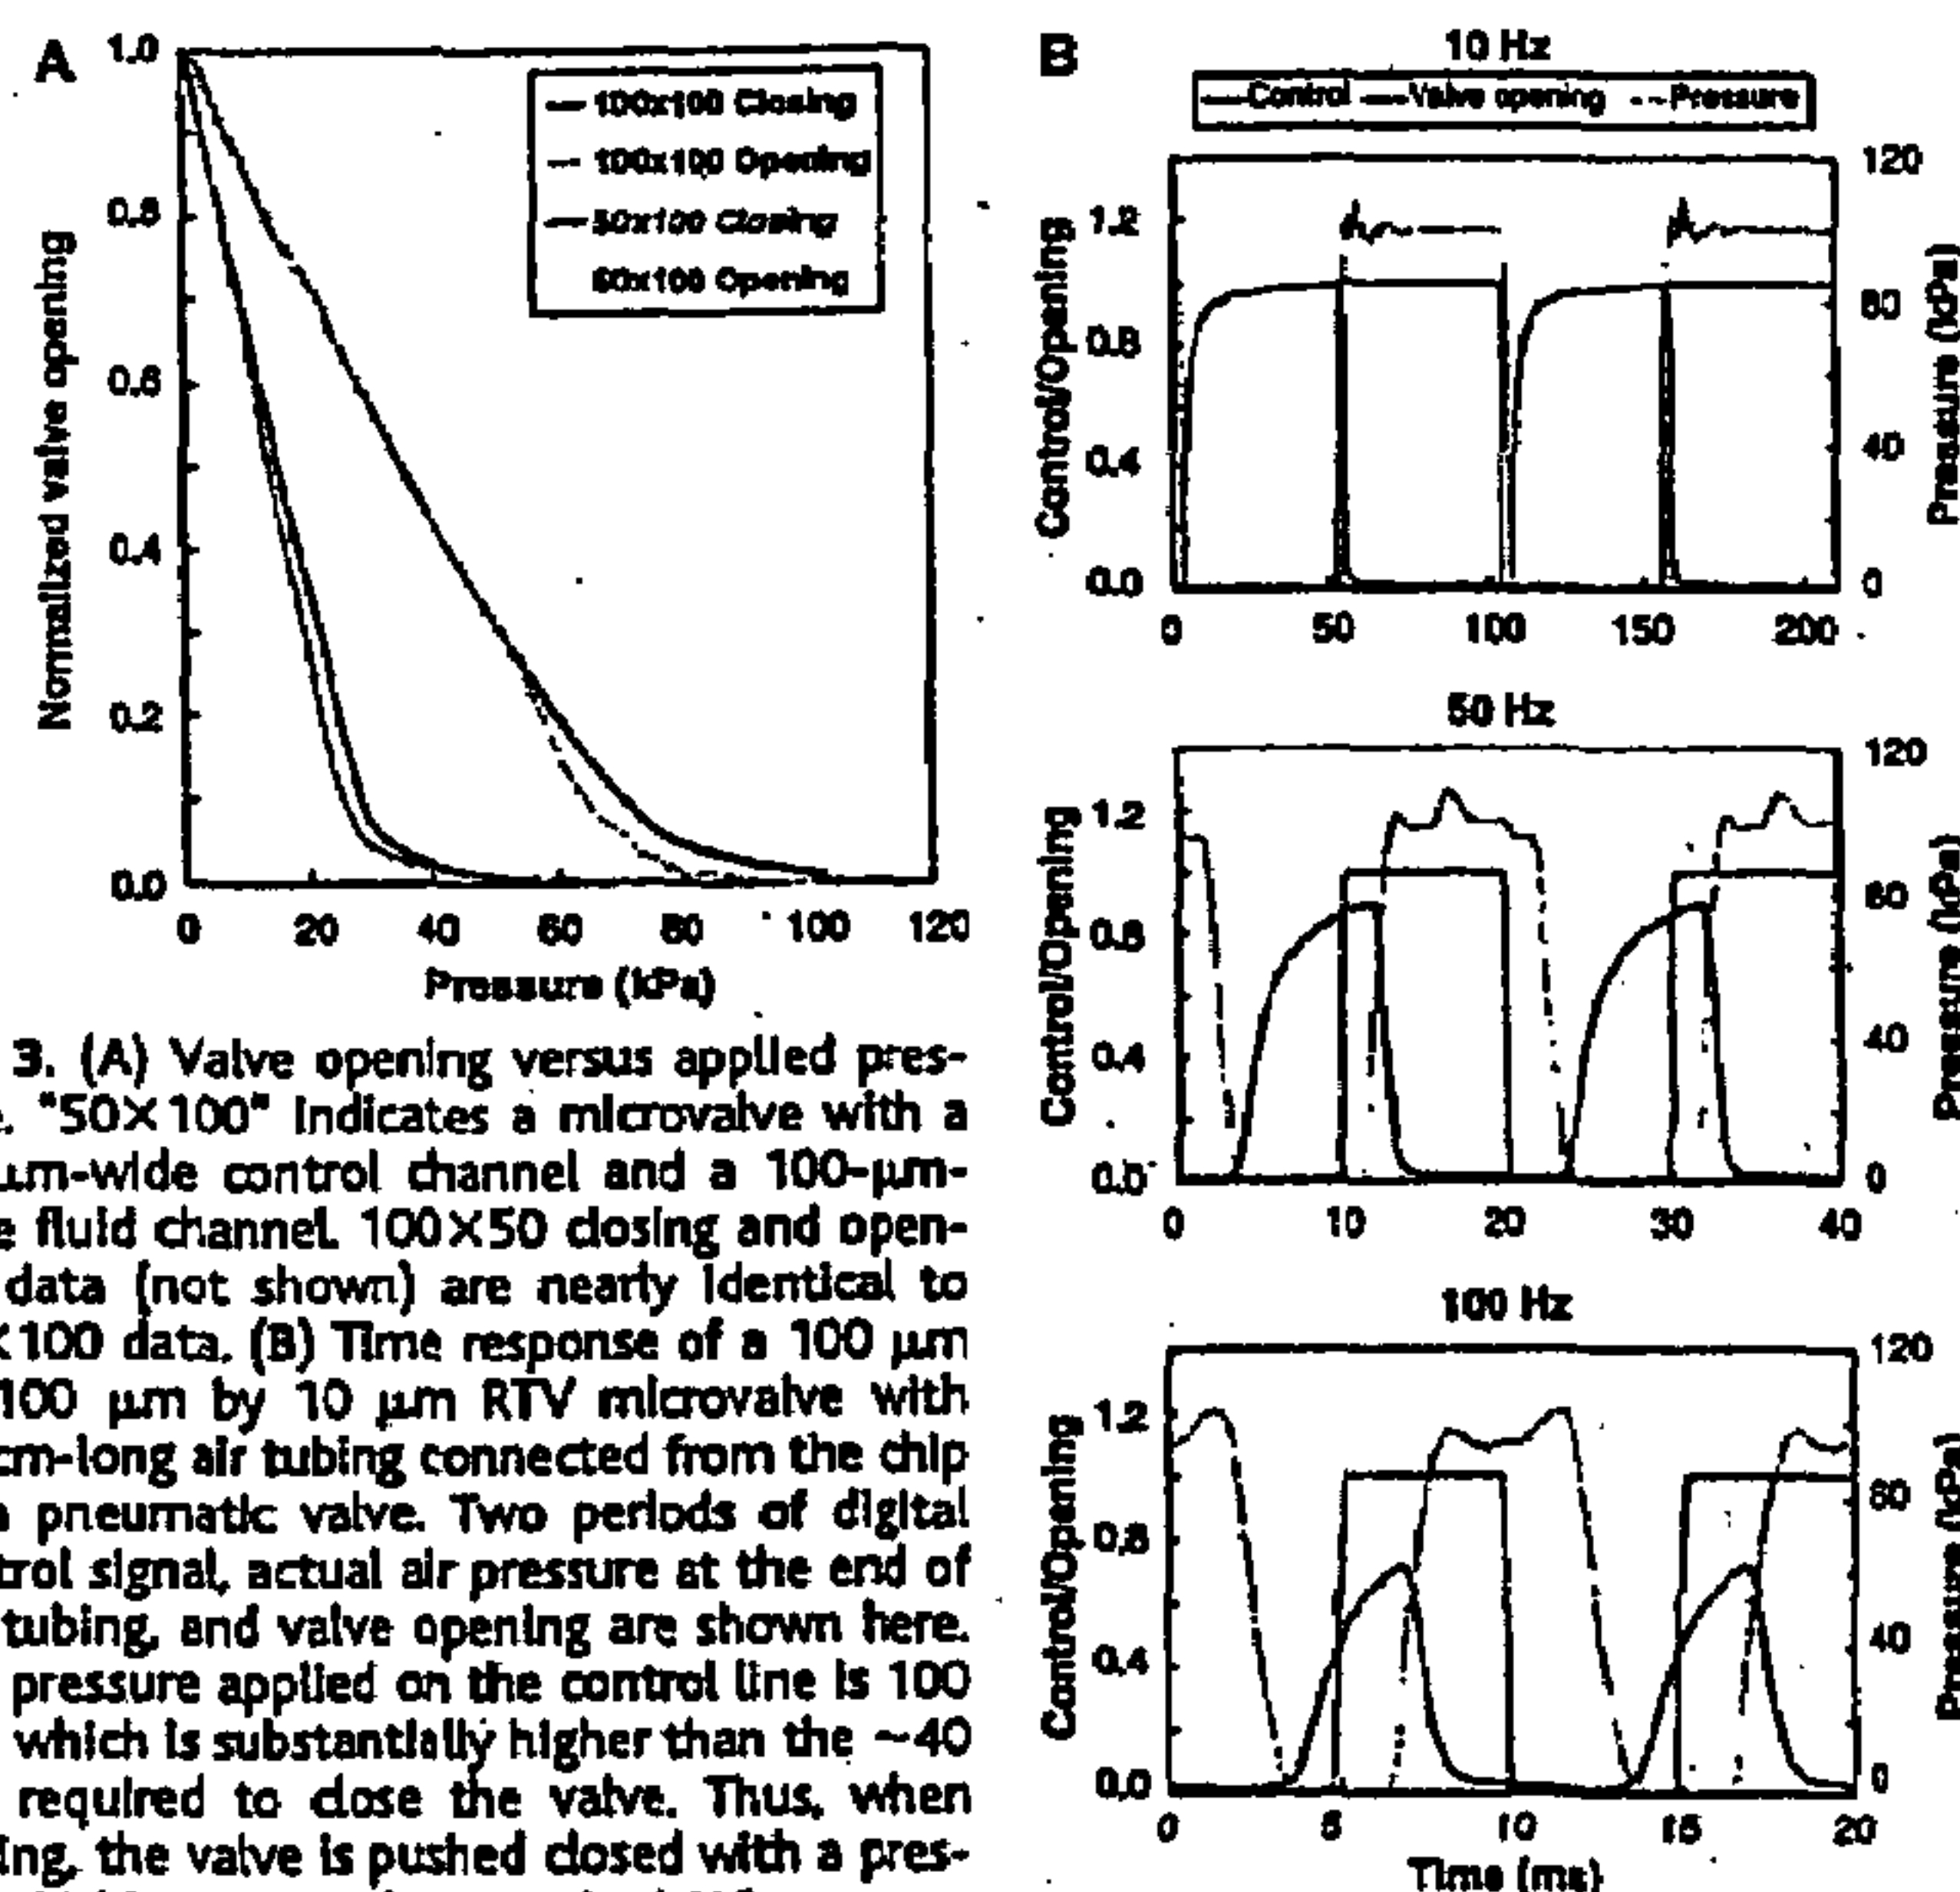 A
1.0
0.8
0.6
0.4
0.2
0.0
Normalized valve opening
100x100 Closing
100x100 Opening
50x100 Closing
50x100 Opening
0 20 40 60 80 100 120
Pressure (kPa)
3. (A) Valve opening versus applied pres-
"50×100" indicates a microvalve with a
μm-wide control channel and a 100-μm-
fluid channel. 100×50 closing and open-
data (not shown) are nearly identical to
×100 data. (B) Time response of a 100 μm
100 μm by 10 μm RTV microvalve with
cm-long air tubing connected from the chip
pneumatic valve. Two periods of digital
trol signal, actual air pressure at the end of
tubing, and valve opening are shown here.
pressure applied on the control line is 100
which is substantially higher than the ~40
required to close the valve. Thus, when
ing, the valve is pushed closed with a pres-
B
10 Hz
Control Valve opening Pressure
Control/Opening
1.2
0.8
0.4
0.0
120
80
40
0
Pressure (kPa)
0 50 100 150 200
50 Hz
Control/Opening
1.2
0.8
0.4
0.0
120
80
40
0
Pressure (kPa)
0 10 20 30 40
100 Hz
Control/Opening
1.2
0.8
0.4
0.0
120
80
40
0
Pressure (kPa)
0 5 10 15 20
Time (ms)